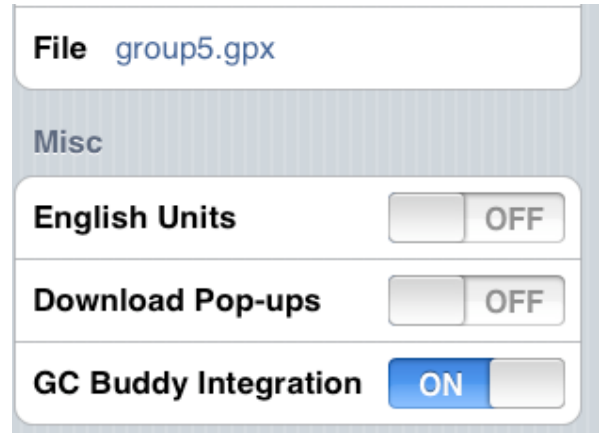 File group5.gpx
Misc
English Units OFF
Download Pop-ups OFF
GC Buddy Integration ON